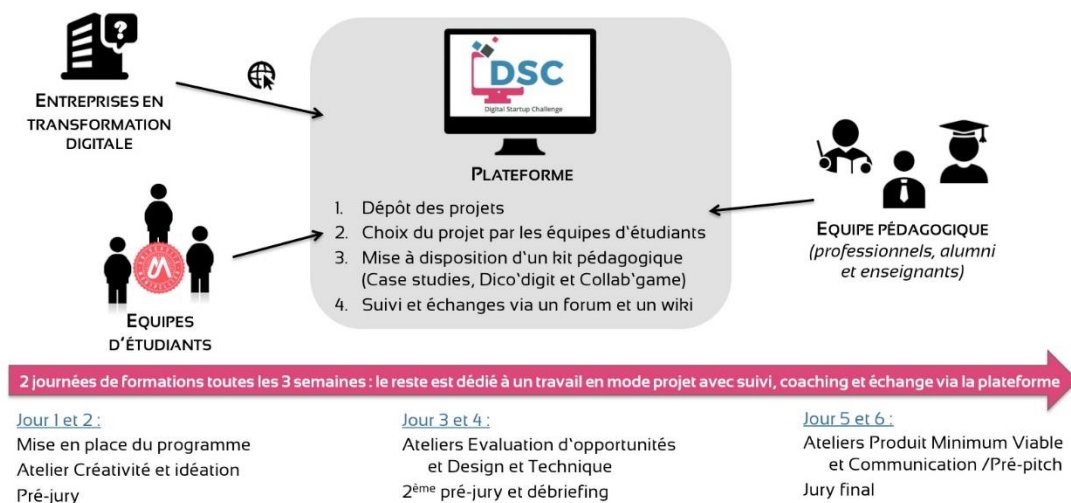 ?
ENTREPRISES EN
TRANSFORMATION
DIGITALE
DSC
Digital Startup Challenge
PLATEFORME
1. Dépôt des projets
2. Choix du projet par les équipes d'étudiants
3. Mise à disposition d'un kit pédagogique
(Case studies, Dico'digit et Collab'game)
4. Suivi et échanges via un forum et un wiki
EQUIPES
D'ÉTUDIANTS
EQUIPE PÉDAGOGIQUE
(professionnels, alumni
et enseignants)
2 journées de formations toutes les 3 semaines : le reste est dédié à un travail en mode projet avec suivi, coaching et échange via la plateforme
Jour 1 et 2 :
Mise en place du programme
Atelier Créativité et idéation
Pré-jury
Jour 3 et 4 :
Ateliers Evaluation d'opportunités
et Design et Technique
2ème pré-jury et débriefing
Jour 5 et 6 :
Ateliers Produit Minimum Viable
et Communication /Pré-pitch
Jury final